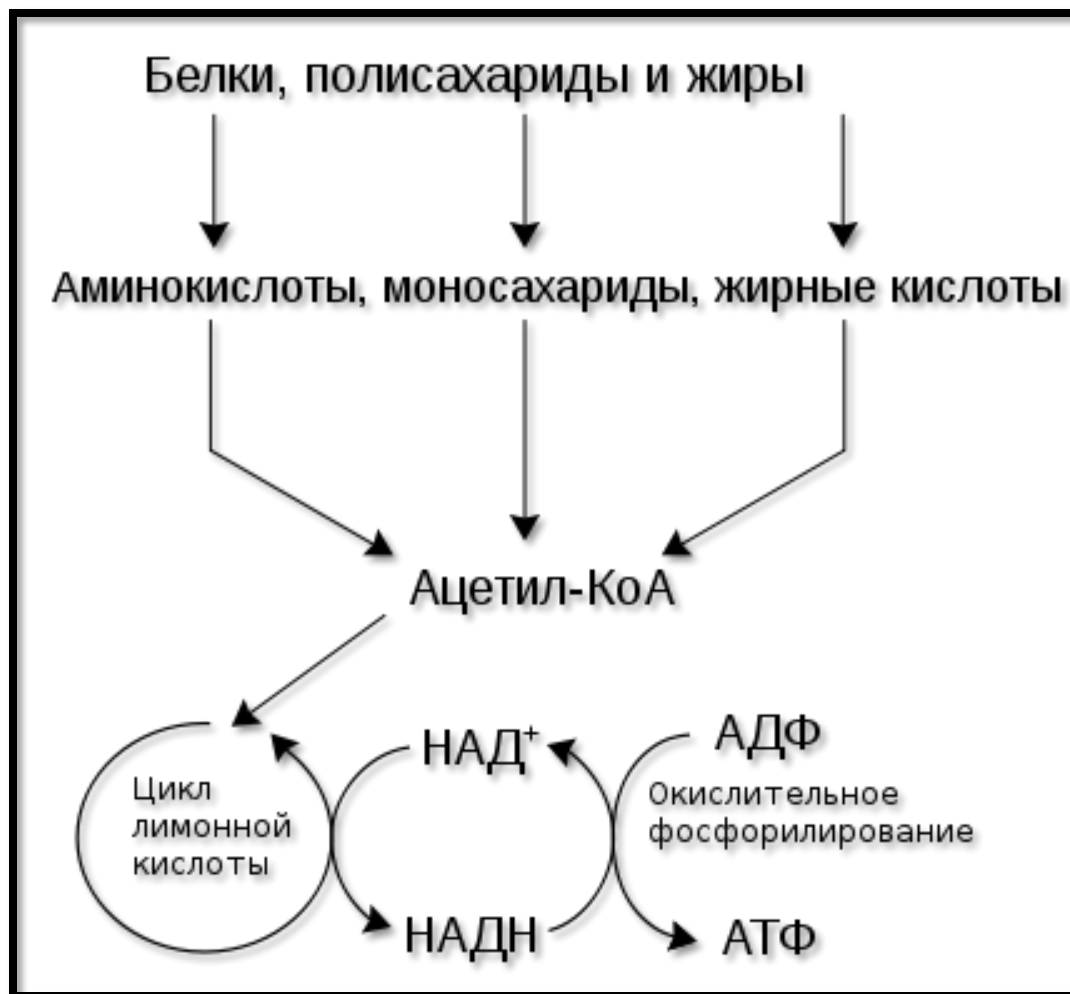 Белки, полисахариды и жиры
Аминокислоты, моносахариды, жирные кислоты
Ацетил-КоА
Цикл
лимонной
кислоты
НАД⁺
АДФ
Окислительное
фосфорилирование
НАДН
АТФ